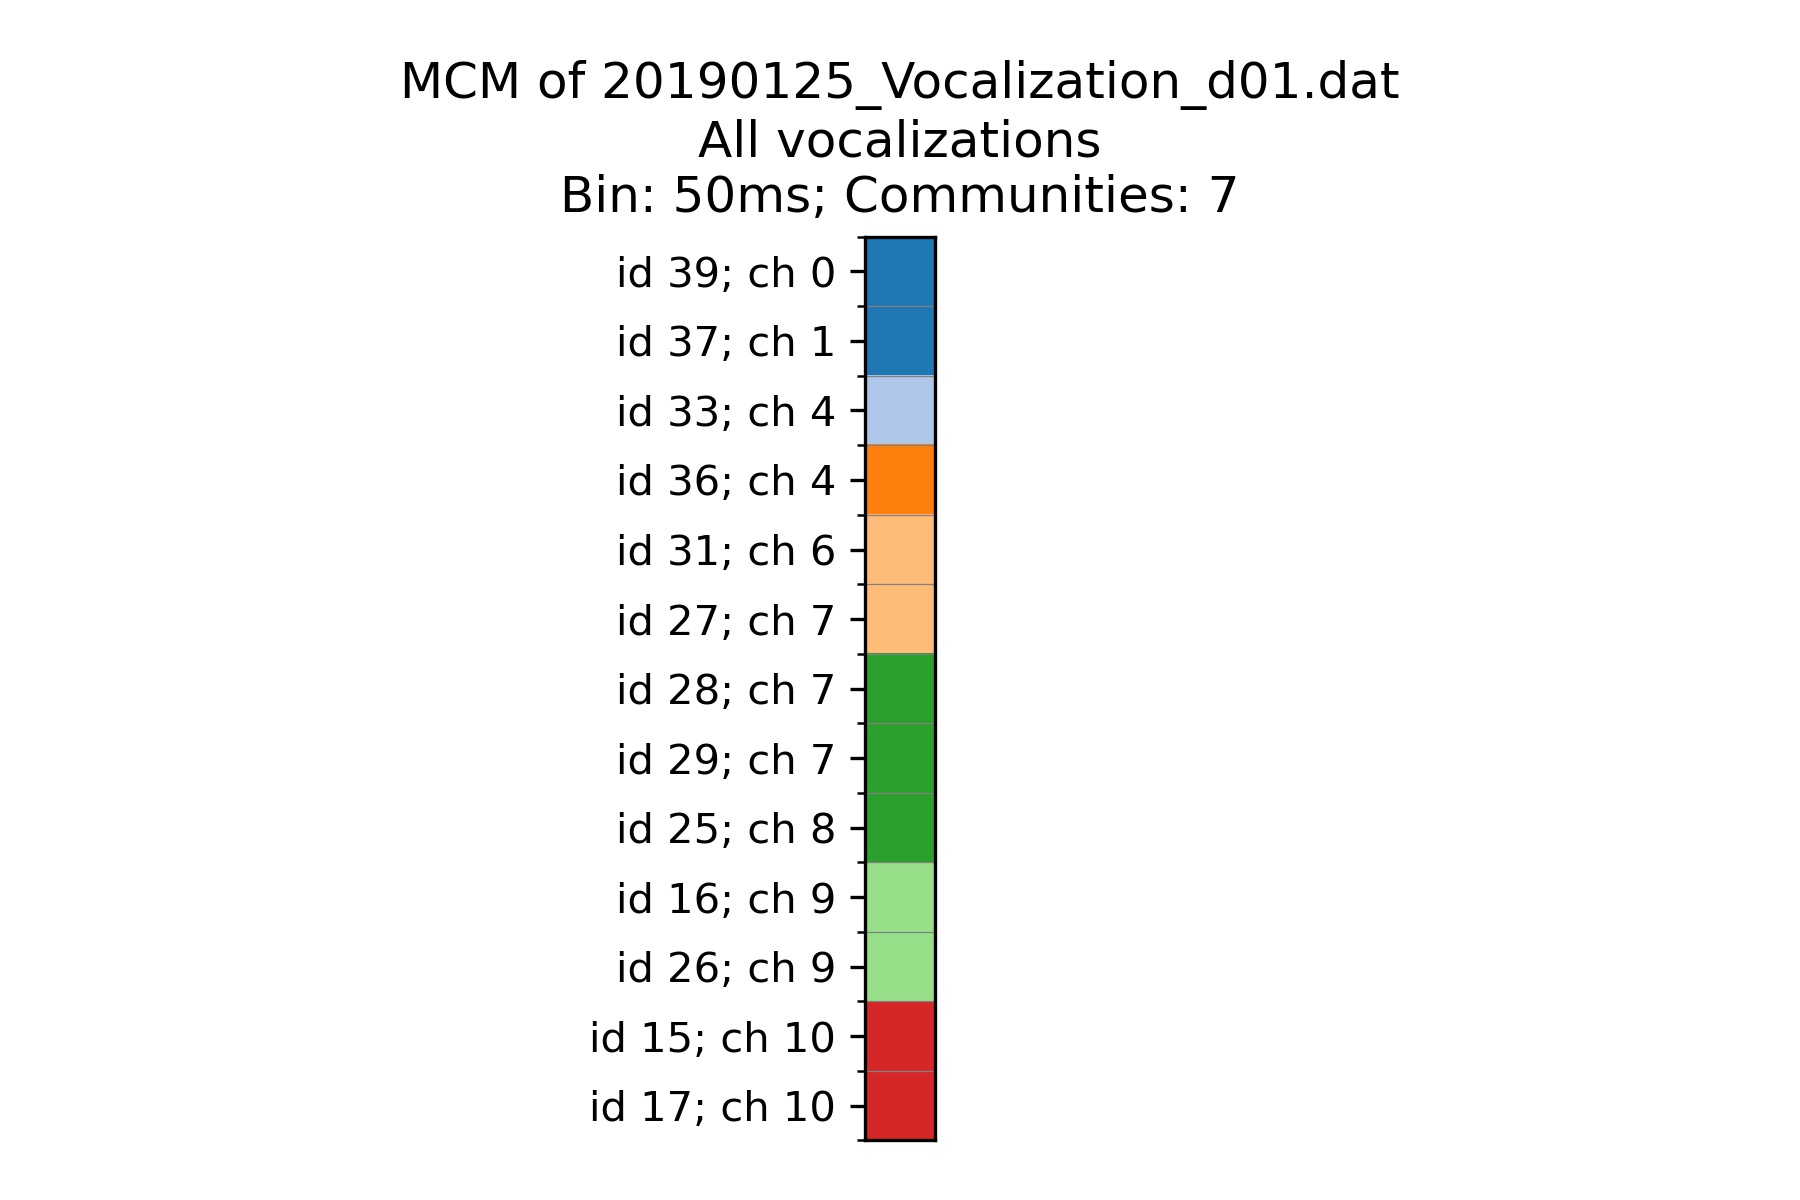 MCM of 20190125_Vocalization_d01.dat
All vocalizations
Bin: 50ms; Communities: 7
id 39; ch 0
id 37; ch 1
id 33; ch 4
id 36; ch 4
id 31; ch 6
id 27; ch 7
id 28; ch 7
id 29; ch 7
id 25; ch 8
id 16; ch 9
id 26; ch 9
id 15; ch 10
id 17; ch 10